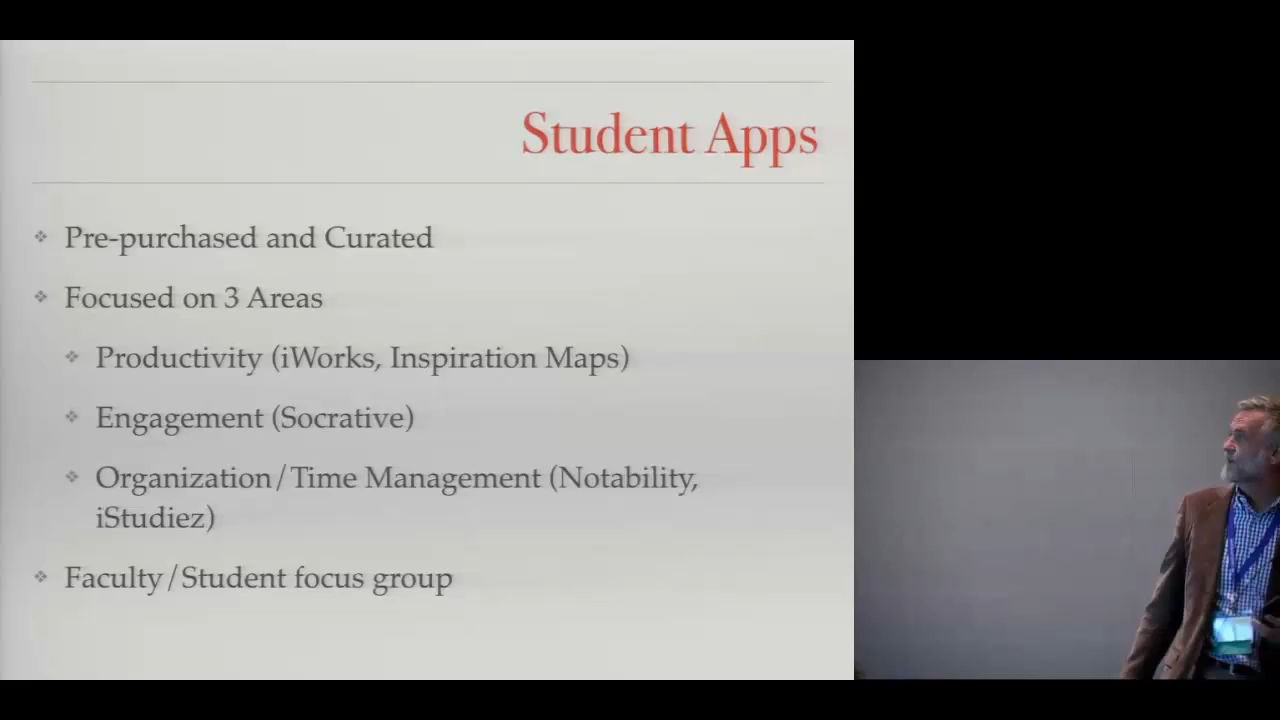 Student Apps
Pre-purchased and Curated
Focused on 3 Areas
Productivity (iWorks, Inspiration Maps)
Engagement (Socrative)
Organization/Time Management (Notability,
iStudiez)
Faculty/Student focus group